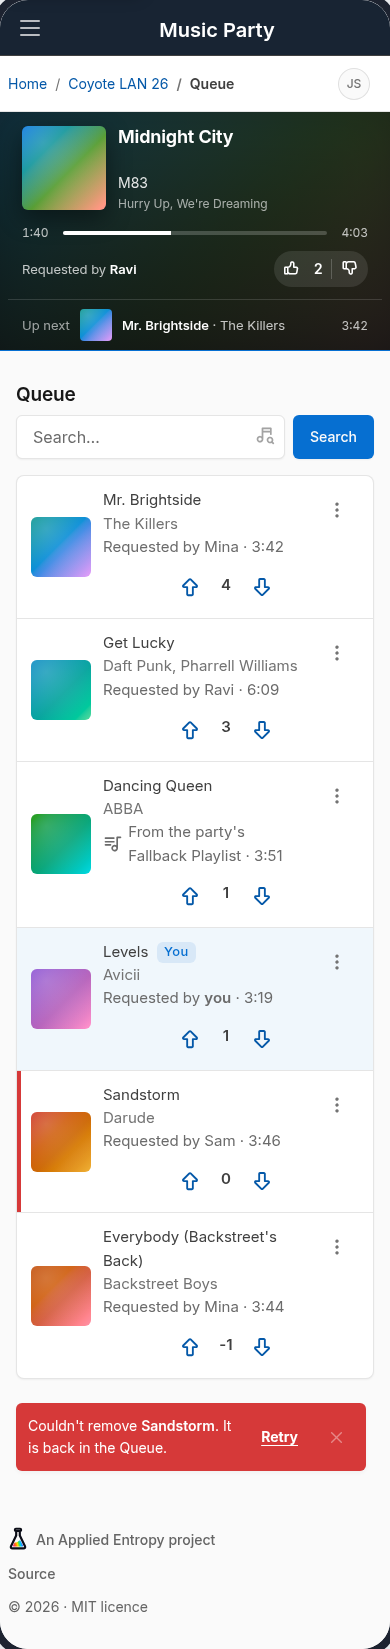 Music Party
Home / Coyote LAN 26 / Queue
JS
Midnight City
M83
Hurry Up, We're Dreaming
1:40
4:03
Requested by Ravi
2
Up next
Mr. Brightside · The Killers
3:42
Queue
Search...
Search
Mr. Brightside
The Killers
Requested by Mina · 3:42
4
Get Lucky
Daft Punk, Pharrell Williams
Requested by Ravi · 6:09
3
Dancing Queen
ABBA
From the party's
Fallback Playlist · 3:51
1
Levels You
Avicii
Requested by you · 3:19
1
Sandstorm
Darude
Requested by Sam · 3:46
0
Everybody (Backstreet's
Back)
Backstreet Boys
Requested by Mina · 3:44
-1
Couldn't remove Sandstorm. It
is back in the Queue.
Retry
An Applied Entropy project
Source
© 2026 · MIT licence